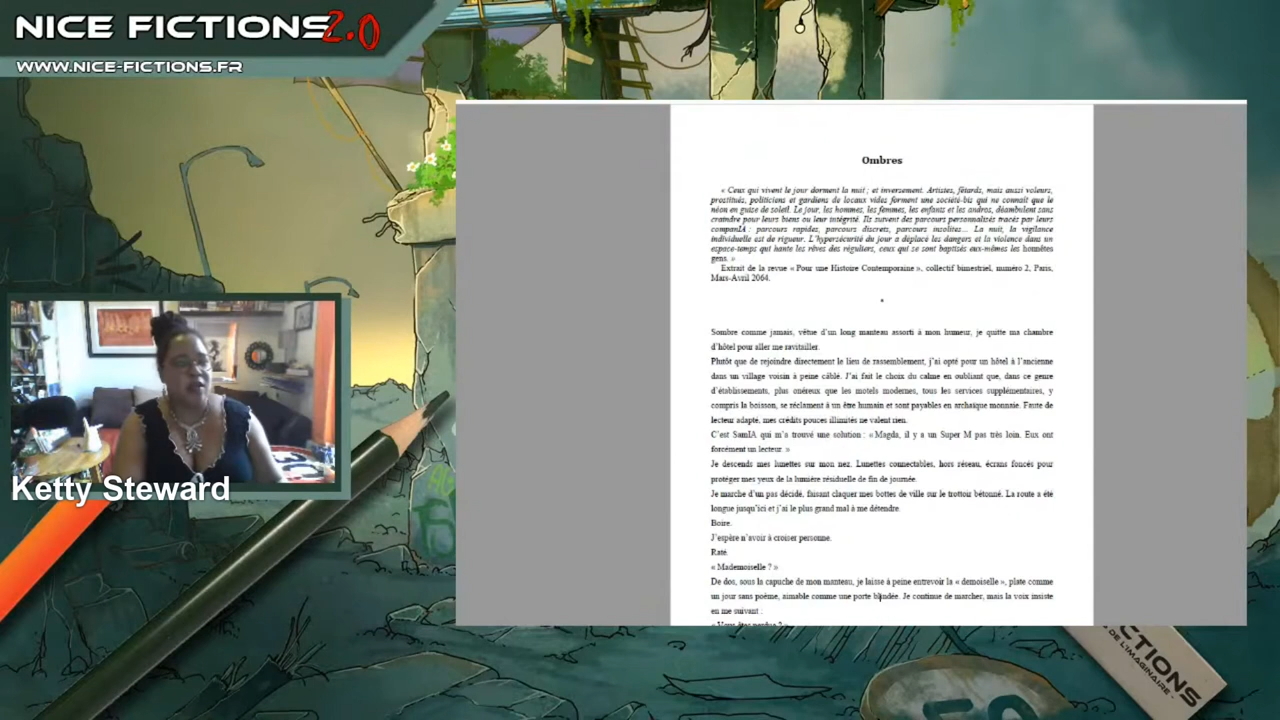 NICE FICTIONS 2.0
WWW.NICE-FICTIONS.FR
Ombres
« Ceux qui vivent le jour dorment la nuit ; et inversement. Artistes, fêtards, mais aussi voleurs,
prostitués, politiciens et gardiens de locaux vides forment une société-bis qui ne connaît que le
néon en guise de soleil. Le jour, les hommes, les femmes, les enfants et les andros, déambulent sans
craindre pour leurs biens ou leur intégrité. Ils suivent des parcours personnalisés tracés par leurs
companIA : parcours rapides, parcours discrets, parcours insolites... La nuit, la vigilance
individuelle est de rigueur. L'hypersécurité du jour a déplacé les dangers et la violence dans un
espace-temps qui hante les rêves des réguliers, ceux qui se sont baptisés eux-mêmes les honnêtes
gens. »
Extrait de la revue « Pour une Histoire Contemporaine », collectif bimestriel, numéro 2, Paris,
Mars-Avril 2064.
*
Sombre comme jamais, vêtue d'un long manteau assorti à mon humeur, je quitte ma chambre
d'hôtel pour aller me ravitailler.
Plutôt que de rejoindre directement le lieu de rassemblement, j'ai opté pour un hôtel à l'ancienne
dans un village voisin à peine câblé. J'ai fait le choix du calme en oubliant que, dans ce genre
d'établissements, plus onéreux que les motels modernes, tous les services supplémentaires, y
compris la boisson, se réclament à un être humain et sont payables en archaïque monnaie. Faute de
lecteur adapté, mes crédits pouces illimités ne valent rien.
C'est SamIA qui m'a trouvé une solution : « Magda, il y a un Super M pas très loin. Eux ont
forcément un lecteur. »
Je descends mes lunettes sur mon nez. Lunettes connectables, hors réseau, écrans foncés pour
protéger mes yeux de la lumière résiduelle de fin de journée.
Je marche d'un pas décidé, faisant claquer mes bottes de ville sur le trottoir bétonné. La route a été
longue jusqu'ici et j'ai le plus grand mal à me détendre.
Boire.
J'espère n'avoir à croiser personne.
Raté.
« Mademoiselle ? »
De dos, sous la capuche de mon manteau, je laisse à peine entrevoir la « demoiselle », plate comme
un jour sans poème, aimable comme une porte blindée. Je continue de marcher, mais la voix insiste
en me suivant :
« Vous êtes perdue ? »
Ketty Steward
CTIONS
DE L'IMAGINAIRE